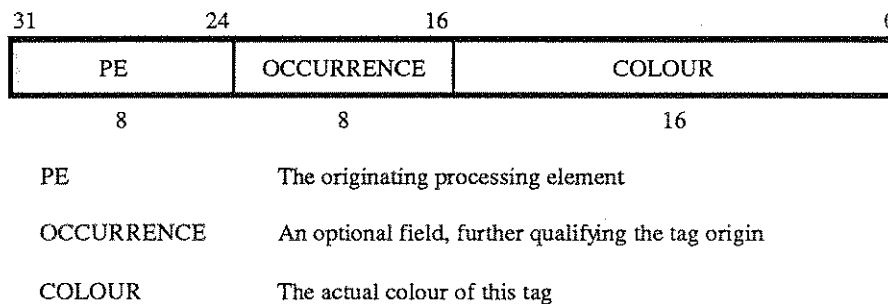 31 24 16
PE OCCURRENCE COLOUR
8 8 16
PE The originating processing element
OCCURRENCE An optional field, further qualifying the tag origin
COLOUR The actual colour of this tag